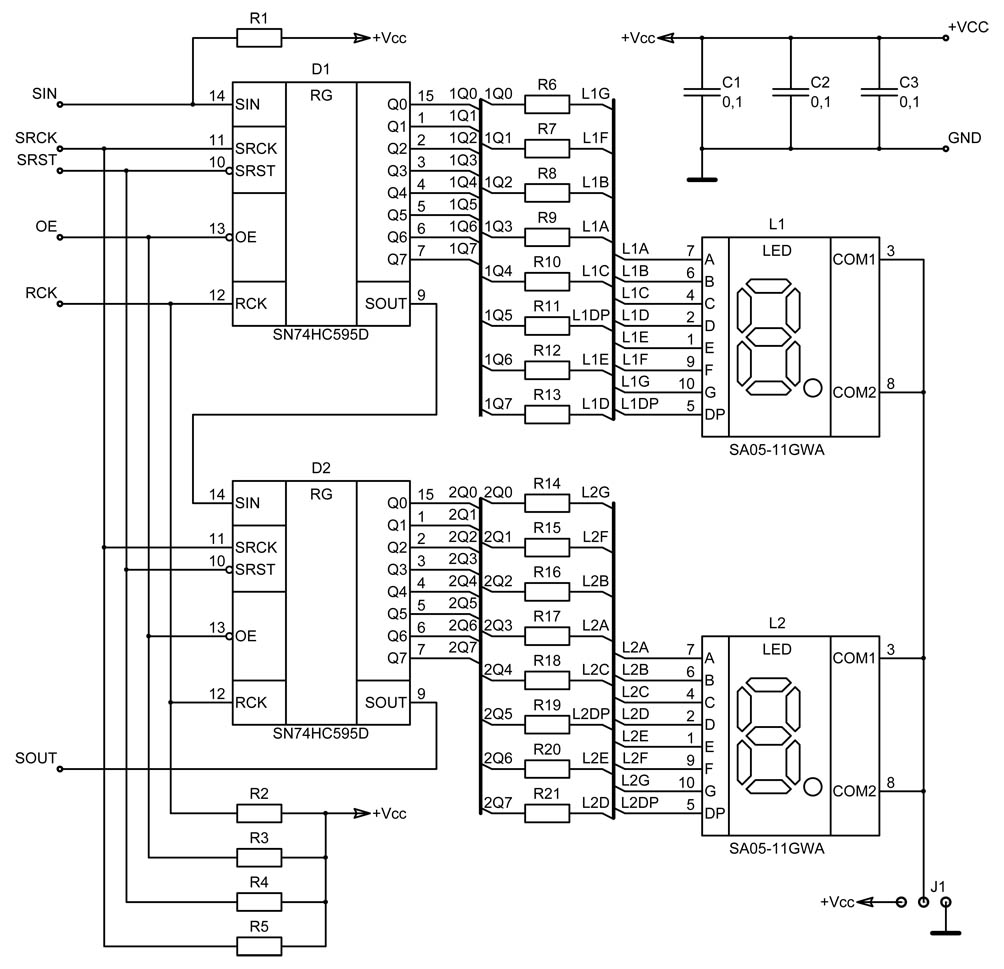 R1
+Vcc
+Vcc
+VCC
C1
0,1
C2
0,1
C3
0,1
GND
SIN
SRCK
SRST
OE
RCK
D1
RG
14 SIN
11 SRCK
10 SRST
13 OE
12 RCK
Q0 15 1Q0
Q1 1 1Q1
Q2 2 1Q2
Q3 3 1Q3
Q4 4 1Q4
Q5 5 1Q5
Q6 6 1Q6
Q7 7 1Q7
SOUT 9
SN74HC595D
1Q0 R6 L1G
1Q1 R7 L1F
1Q2 R8 L1B
1Q3 R9 L1A
1Q4 R10 L1C
1Q5 R11 L1DP
1Q6 R12 L1E
1Q7 R13 L1D
L1
LED
L1A 7 A
L1B 6 B
L1C 4 C
L1D 2 D
L1E 1 E
L1F 9 F
L1G 10 G
L1DP 5 DP
COM1 3
COM2 8
SA05-11GWA
D2
RG
14 SIN
11 SRCK
10 SRST
13 OE
12 RCK
Q0 15 2Q0
Q1 1 2Q1
Q2 2 2Q2
Q3 3 2Q3
Q4 4 2Q4
Q5 5 2Q5
Q6 6 2Q6
Q7 7 2Q7
SOUT 9
SN74HC595D
2Q0 R14 L2G
2Q1 R15 L2F
2Q2 R16 L2B
2Q3 R17 L2A
2Q4 R18 L2C
2Q5 R19 L2DP
2Q6 R20 L2E
2Q7 R21 L2D
L2
LED
L2A 7 A
L2B 6 B
L2C 4 C
L2D 2 D
L2E 1 E
L2F 9 F
L2G 10 G
L2DP 5 DP
COM1 3
COM2 8
SA05-11GWA
SOUT
R2
+Vcc
R3
R4
R5
+Vcc
J1